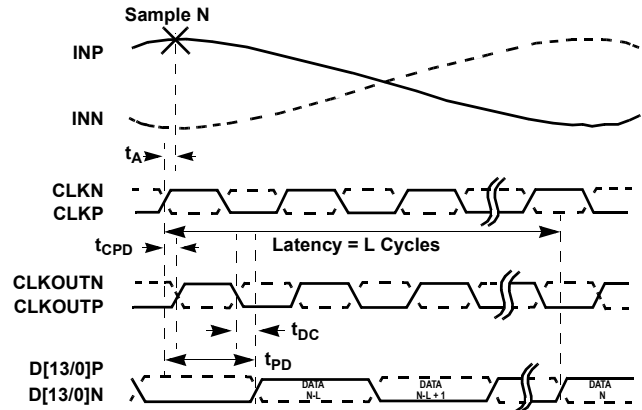 Sample N
INP
INN
tA
CLKN
CLKP
tCPD
Latency = L Cycles
CLKOUTN
CLKOUTP
tDC
tPD
D[13/0]P
D[13/0]N
DATA
N-L
DATA
N-L + 1
DATA
N